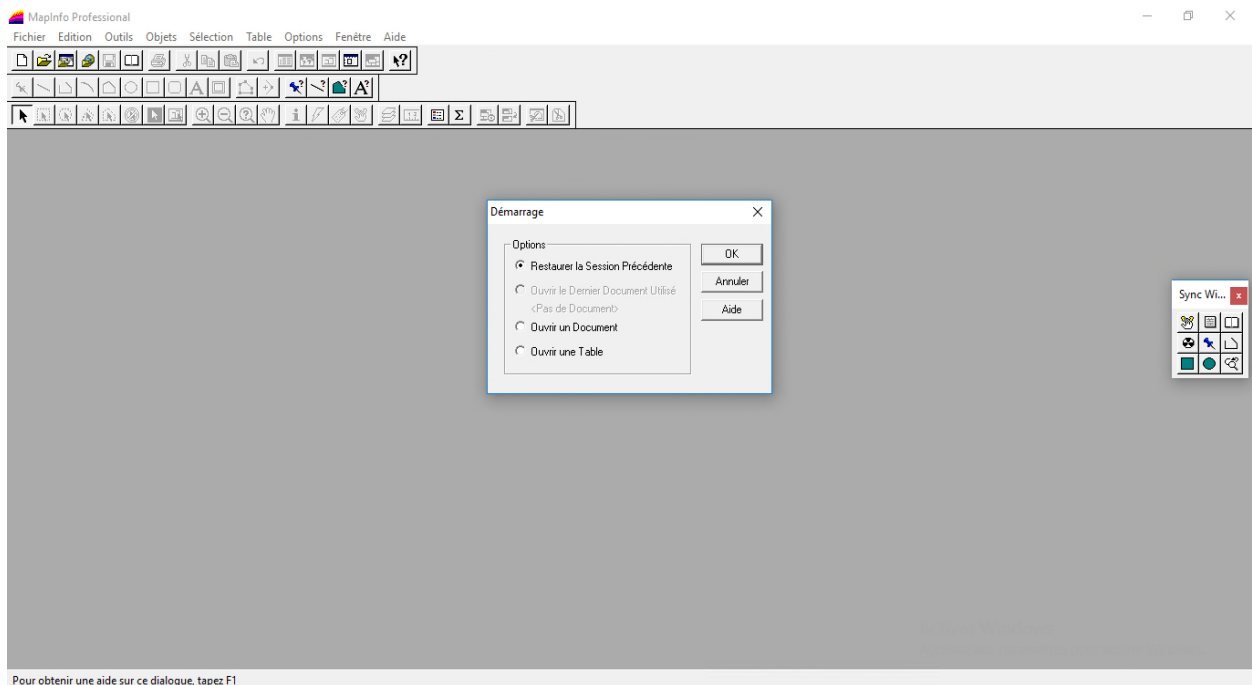 MapInfo Professional
Fichier Edition Outils Objets Sélection Table Options Fenêtre Aide
Démarrage
Options
Restaurer la Session Précédente
Ouvrir le Dernier Document Utilisé
<Pas de Document>
Ouvrir un Document
Ouvrir une Table
OK
Annuler
Aide
Sync Wi...
Pour obtenir une aide sur ce dialogue, tapez F1